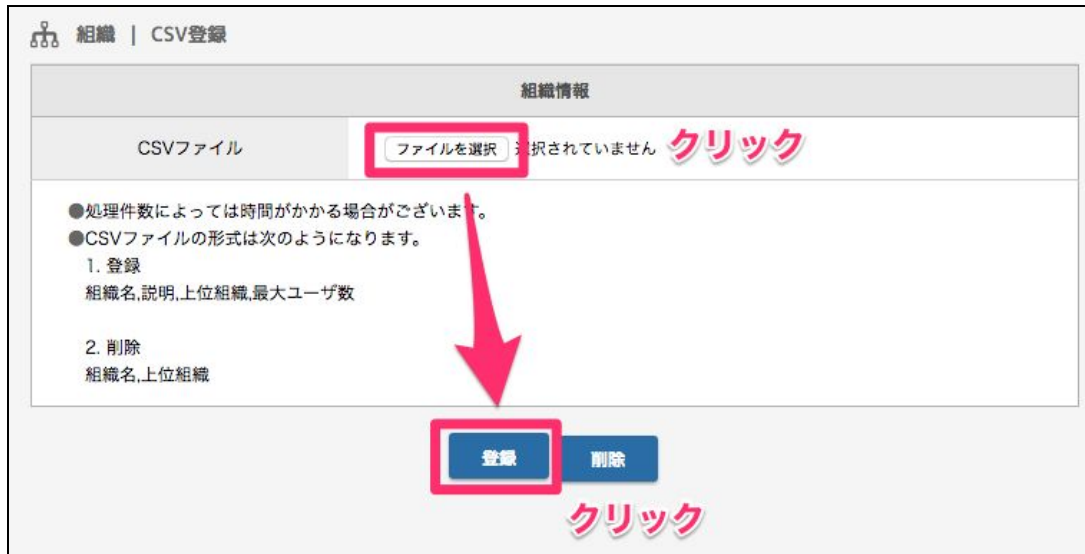 組織 | CSV登録
組織情報
CSVファイル
ファイルを選択 選択されていません クリック
●処理件数によっては時間がかかる場合がございます。
●CSVファイルの形式は次のようになります。
1. 登録
組織名,説明,上位組織,最大ユーザ数
2. 削除
組織名,上位組織
登録 削除
クリック